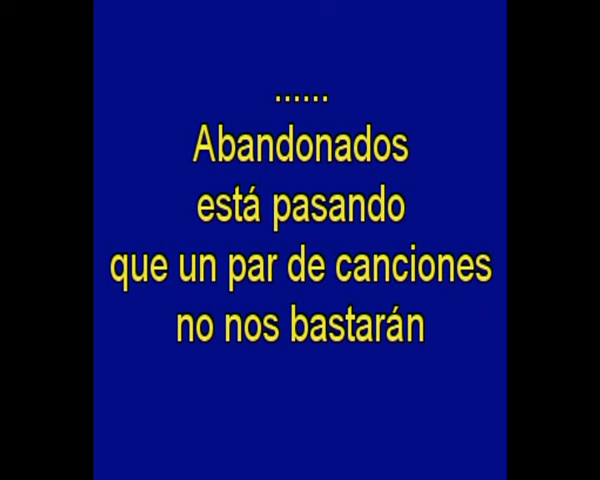 ......
Abandonados
está pasando
que un par de canciones
no nos bastarán